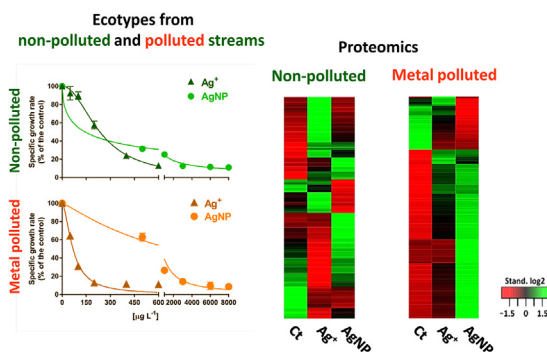 Ecotypes from
non-polluted and polluted streams
Proteomics
Non-polluted
Metal polluted
Non-polluted
Specific growth rate
(% of the control)
100
80
60
40
20
0
Ag⁺
AgNP
Metal polluted
Specific growth rate
(% of the control)
100
80
60
40
20
0
Ag⁺
AgNP
0 200 400 600 2000 4000 6000 8000
[µg L⁻¹]
Ct Ag⁺ AgNP
Ct Ag⁺ AgNP
Stand. log2
−1.5 0 1.5